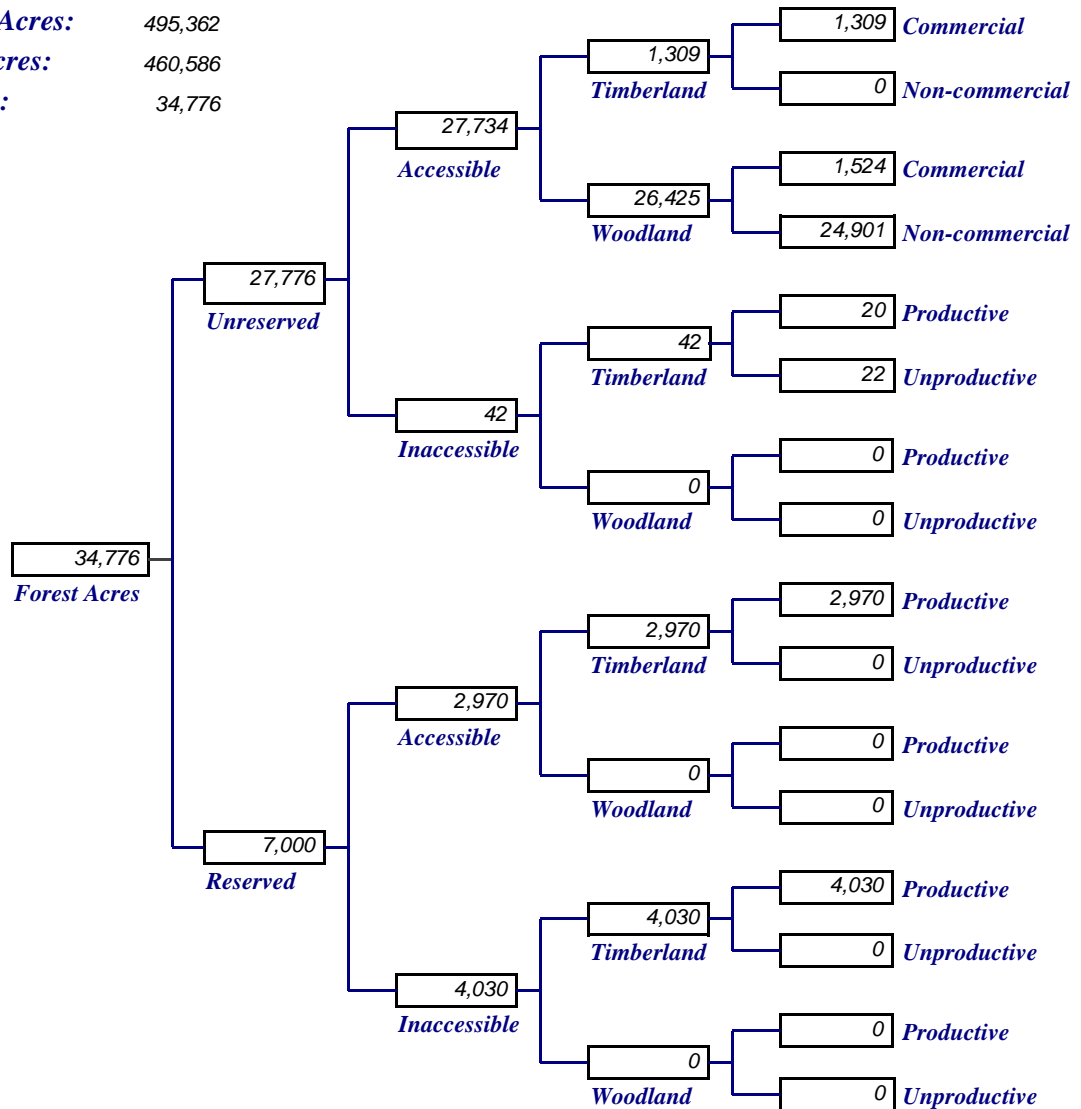 Acres: 495,362
cres: 460,586
: 34,776
1,309 Commercial
1,309
Timberland
0 Non-commercial
27,734
Accessible
1,524 Commercial
26,425
Woodland
24,901 Non-commercial
27,776
Unreserved
20 Productive
42
Timberland
22 Unproductive
42
Inaccessible
0 Productive
0
Woodland
0 Unproductive
34,776
Forest Acres
2,970 Productive
2,970
Timberland
0 Unproductive
2,970
Accessible
0 Productive
0
Woodland
0 Unproductive
7,000
Reserved
4,030 Productive
4,030
Timberland
0 Unproductive
4,030
Inaccessible
0 Productive
0
Woodland
0 Unproductive